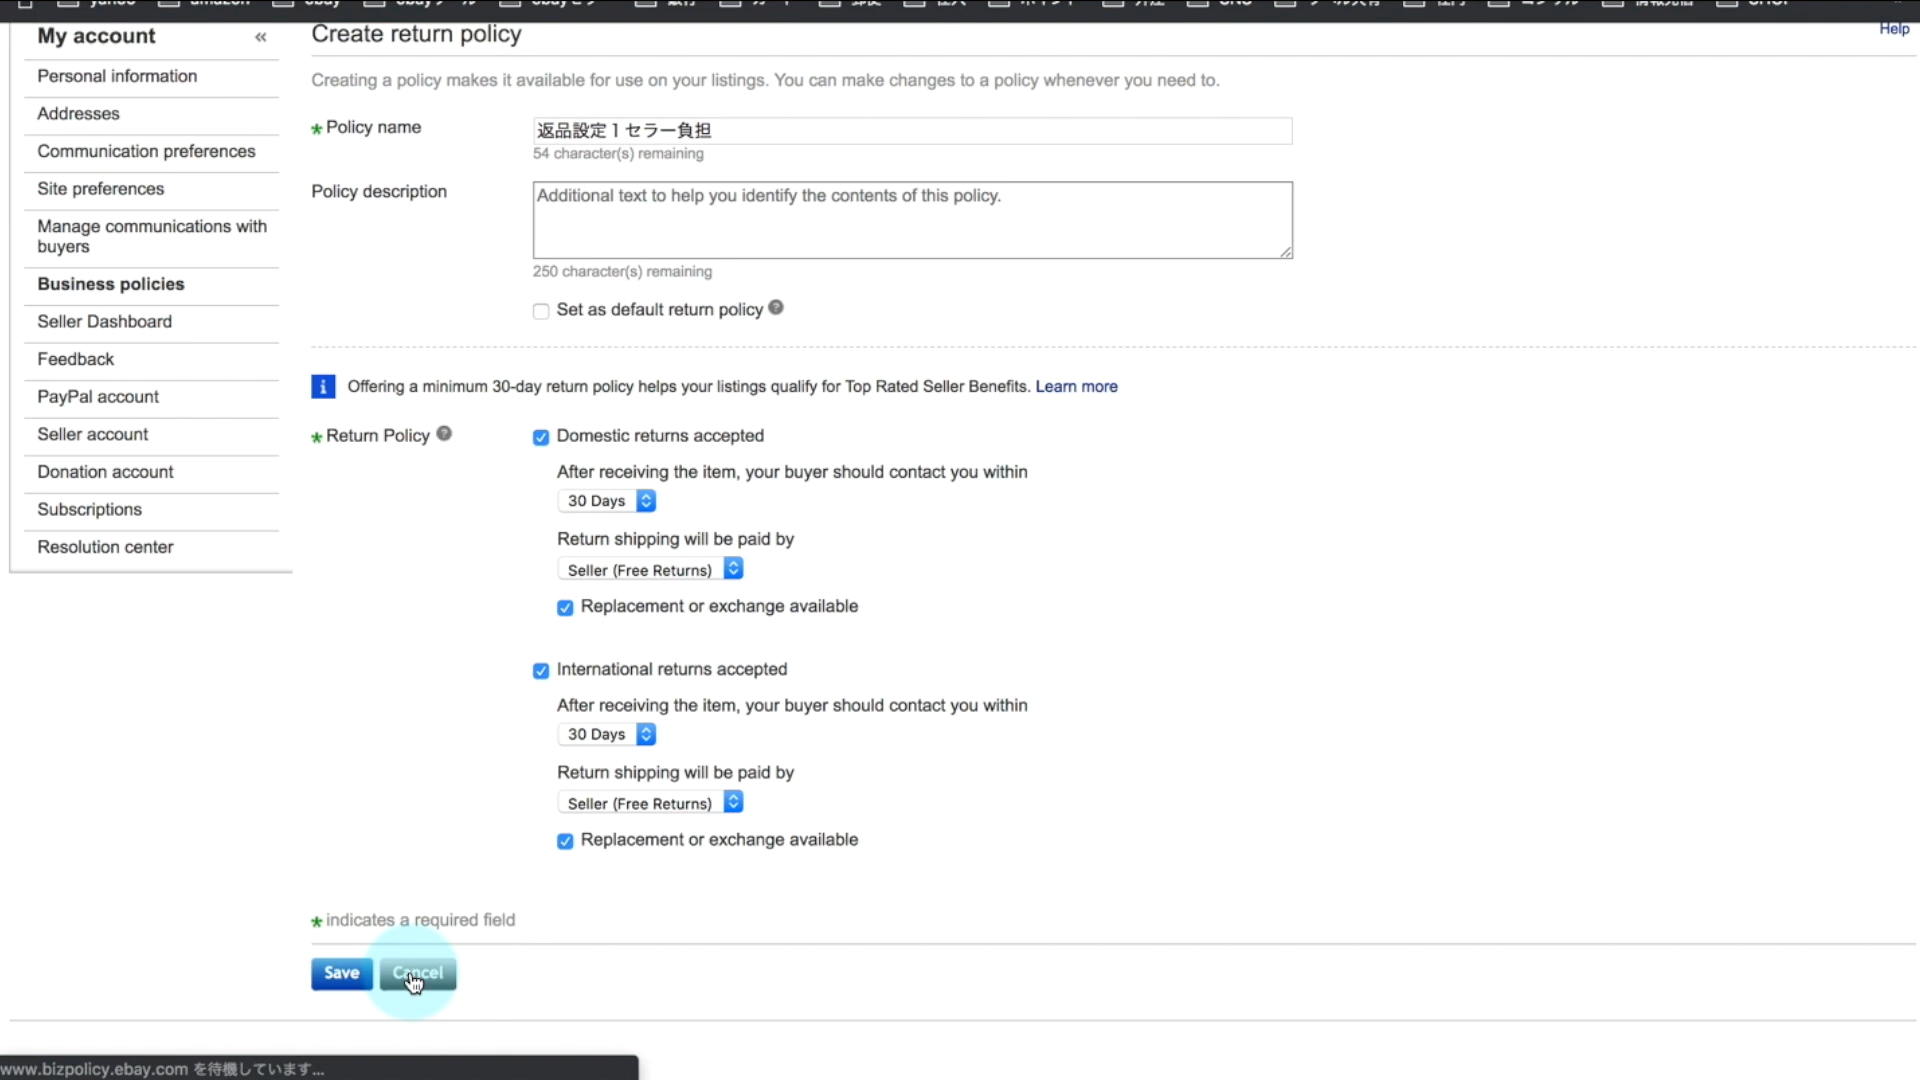 My account «
Create return policy
Help
Personal information
Addresses
Communication preferences
Site preferences
Manage communications with
buyers
Business policies
Seller Dashboard
Feedback
PayPal account
Seller account
Donation account
Subscriptions
Resolution center
Creating a policy makes it available for use on your listings. You can make changes to a policy whenever you need to.
* Policy name
返品設定1セラー負担
54 character(s) remaining
Policy description
Additional text to help you identify the contents of this policy.
250 character(s) remaining
Set as default return policy ?
i Offering a minimum 30-day return policy helps your listings qualify for Top Rated Seller Benefits. Learn more
* Return Policy ?
Domestic returns accepted
After receiving the item, your buyer should contact you within
30 Days
Return shipping will be paid by
Seller (Free Returns)
Replacement or exchange available
International returns accepted
After receiving the item, your buyer should contact you within
30 Days
Return shipping will be paid by
Seller (Free Returns)
Replacement or exchange available
* indicates a required field
Save Cancel
www.bizpolicy.ebay.com を待機しています...